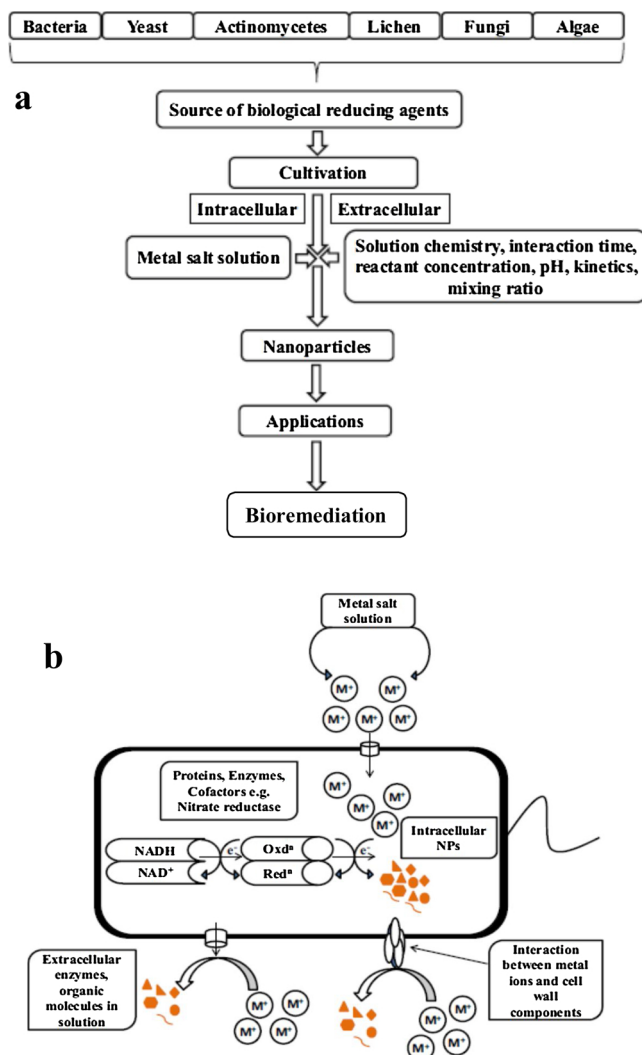 Bacteria
Yeast
Actinomycetes
Lichen
Fungi
Algae
a
Source of biological reducing agents
Cultivation
Intracellular
Extracellular
Metal salt solution
Solution chemistry, interaction time,
reactant concentration, pH, kinetics,
mixing ratio
Nanoparticles
Applications
Bioremediation
b
Metal salt
solution
M⁺
M⁺
M⁺
M⁺
M⁺
Proteins, Enzymes,
Cofactors e.g.
Nitrate reductase
M⁺
M⁺
M⁺
M⁺
M⁺
Intracellular
NPs
NADH
NAD⁺
e⁻
Oxdⁿ
Redⁿ
e⁻
Extracellular
enzymes,
organic
molecules in
solution
M⁺
M⁺
M⁺
M⁺
M⁺
M⁺
M⁺
M⁺
Interaction
between metal
ions and cell
wall
components